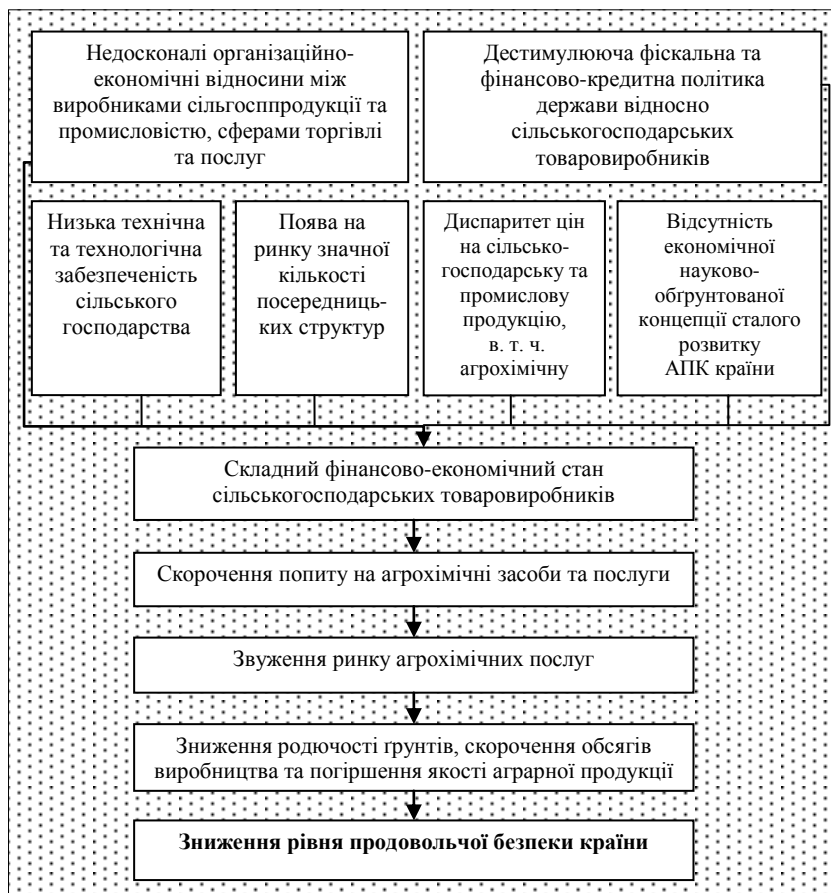 Недосконалі організаційно-
економічні відносини між
виробниками сільгосппродукції та
промисловістю, сферами торгівлі
та послуг
Дестимулююча фіскальна та
фінансово-кредитна політика
держави відносно
сільськогосподарських
товаровиробників
Низька технічна
та технологічна
забезпеченість
сільського
господарства
Поява на
ринку значної
кількості
посередниць-
ких структур
Диспаритет цін
на сільсько-
господарську та
промислову
продукцію,
в. т. ч.
агрохімічну
Відсутність
економічної
науково-
обґрунтованої
концепції сталого
розвитку
АПК країни
Складний фінансово-економічний стан
сільськогосподарських товаровиробників
Скорочення попиту на агрохімічні засоби та послуги
Звуження ринку агрохімічних послуг
Зниження родючості ґрунтів, скорочення обсягів
виробництва та погіршення якості аграрної продукції
Зниження рівня продовольчої безпеки країни